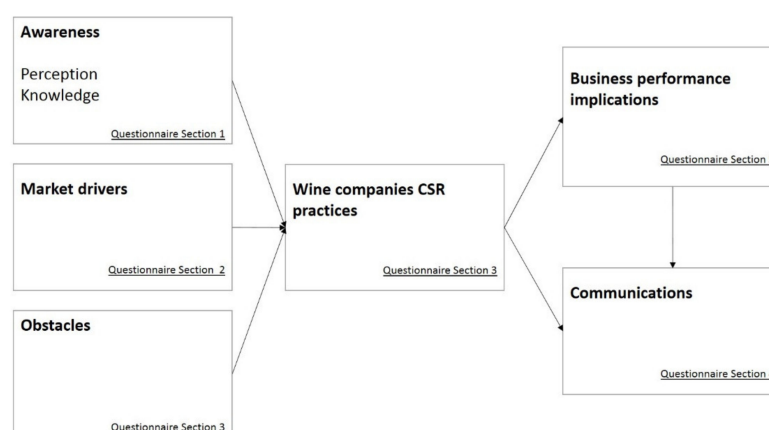 Awareness
Perception
Knowledge
Questionnaire Section 1
Market drivers
Questionnaire Section 2
Obstacles
Questionnaire Section 3
Wine companies CSR
practices
Questionnaire Section 3
Business performance
implications
Questionnaire Section
Communications
Questionnaire Section